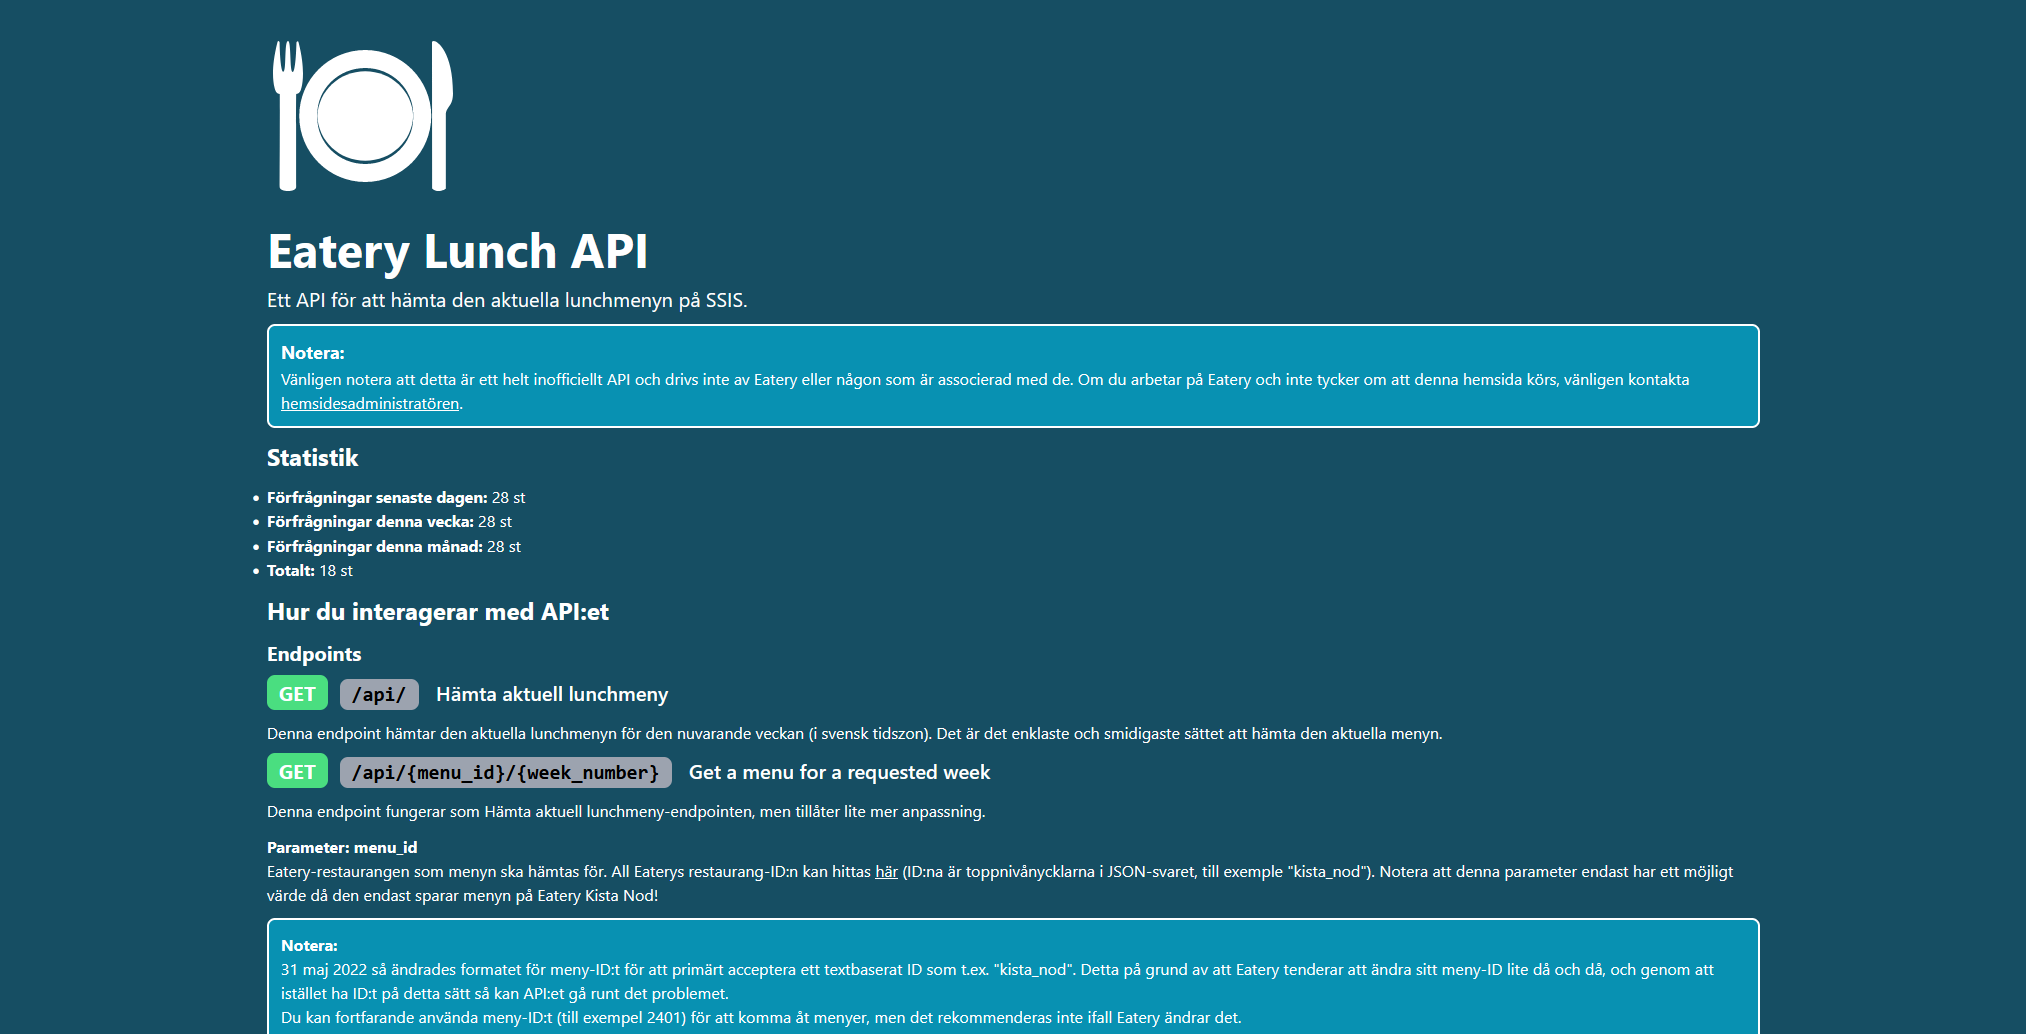 Eatery Lunch API
Ett API för att hämta den aktuella lunchmenyn på SSIS.
Notera:
Vänligen notera att detta är ett helt inofficiellt API och drivs inte av Eatery eller någon som är associerad med de. Om du arbetar på Eatery och inte tycker om att denna hemsida körs, vänligen kontakta
hemsidesadministratören.
Statistik
• Förfrågningar senaste dagen: 28 st
• Förfrågningar denna vecka: 28 st
• Förfrågningar denna månad: 28 st
• Totalt: 18 st
Hur du interagerar med API:et
Endpoints
GET /api/ Hämta aktuell lunchmeny
Denna endpoint hämtar den aktuella lunchmenyn för den nuvarande veckan (i svensk tidszon). Det är det enklaste och smidigaste sättet att hämta den aktuella menyn.
GET /api/{menu_id}/{week_number} Get a menu for a requested week
Denna endpoint fungerar som Hämta aktuell lunchmeny-endpointen, men tillåter lite mer anpassning.
Parameter: menu_id
Eatery-restaurangen som menyn ska hämtas för. All Eaterys restaurang-ID:n kan hittas här (ID:na är toppnivånycklarna i JSON-svaret, till exemple "kista_nod"). Notera att denna parameter endast har ett möjligt
värde då den endast sparar menyn på Eatery Kista Nod!
Notera:
31 maj 2022 så ändrades formatet för meny-ID:t för att primärt acceptera ett textbaserat ID som t.ex. "kista_nod". Detta på grund av att Eatery tenderar att ändra sitt meny-ID lite då och då, och genom att
istället ha ID:t på detta sätt så kan API:et gå runt det problemet.
Du kan fortfarande använda meny-ID:t (till exempel 2401) för att komma åt menyer, men det rekommenderas inte ifall Eatery ändrar det.